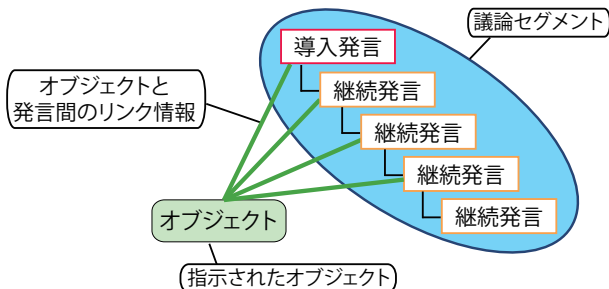 議論セグメント
導入発言
オブジェクトと
発言間のリンク情報
継続発言
継続発言
継続発言
継続発言
オブジェクト
指示されたオブジェクト